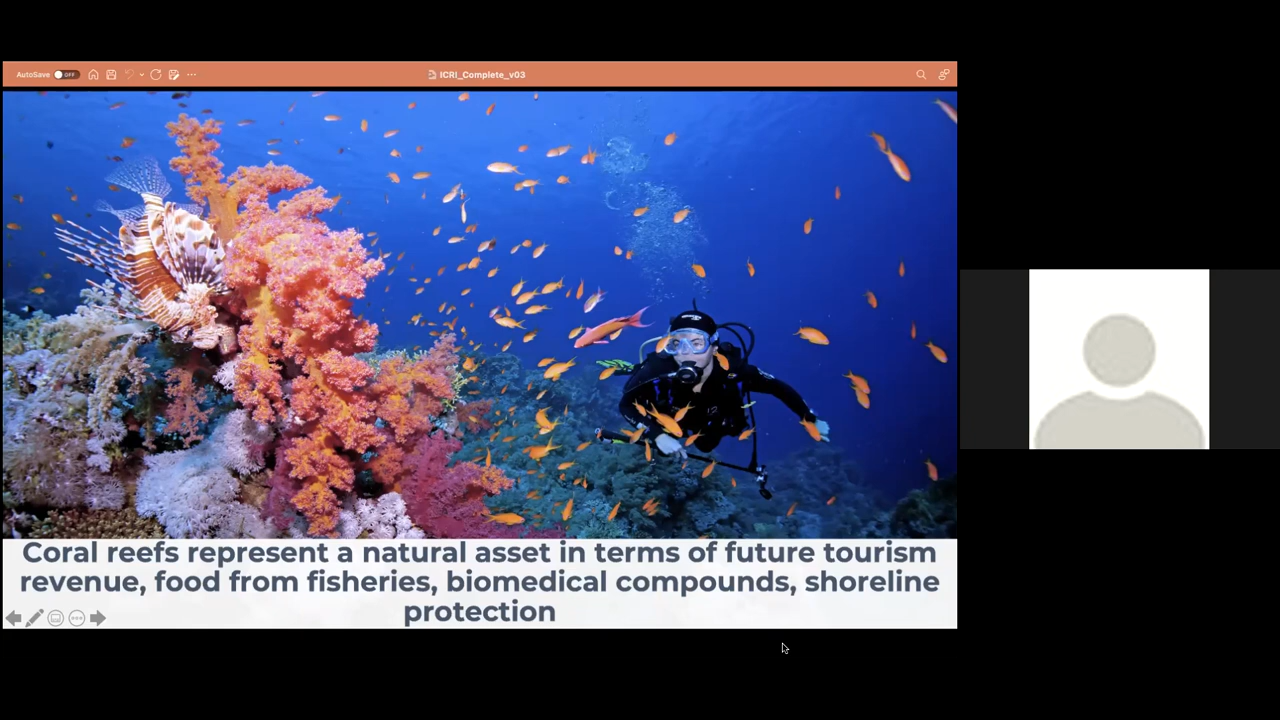 AutoSave OFF
ICRI_Complete_v03
Coral reefs represent a natural asset in terms of future tourism
revenue, food from fisheries, biomedical compounds, shoreline
protection